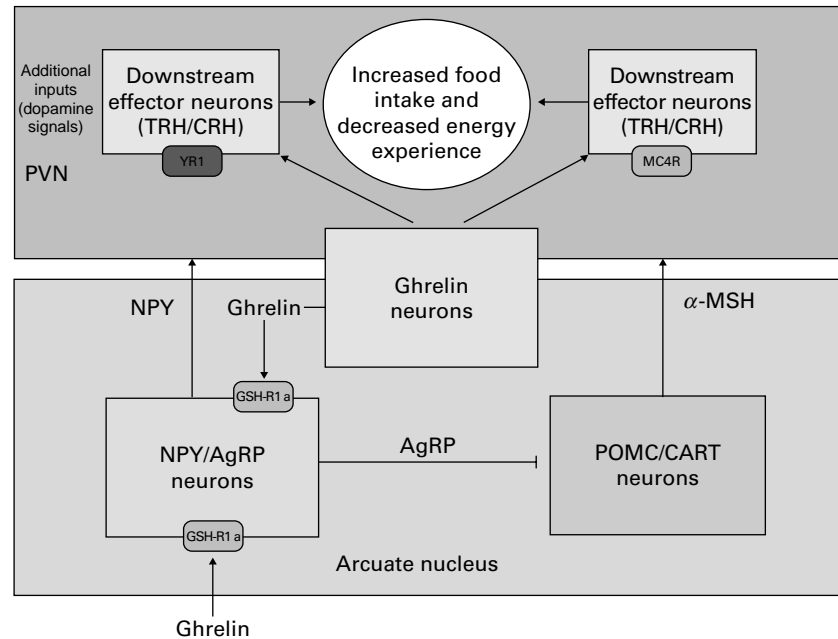 Additional
inputs
(dopamine
signals)
PVN
Downstream
effector neurons
(TRH/CRH)
YR1
Increased food
intake and
decreased energy
experience
Downstream
effector neurons
(TRH/CRH)
MC4R
Ghrelin
neurons
NPY
Ghrelin
α-MSH
GSH-R1 a
NPY/AgRP
neurons
GSH-R1 a
AgRP
POMC/CART
neurons
Arcuate nucleus
Ghrelin